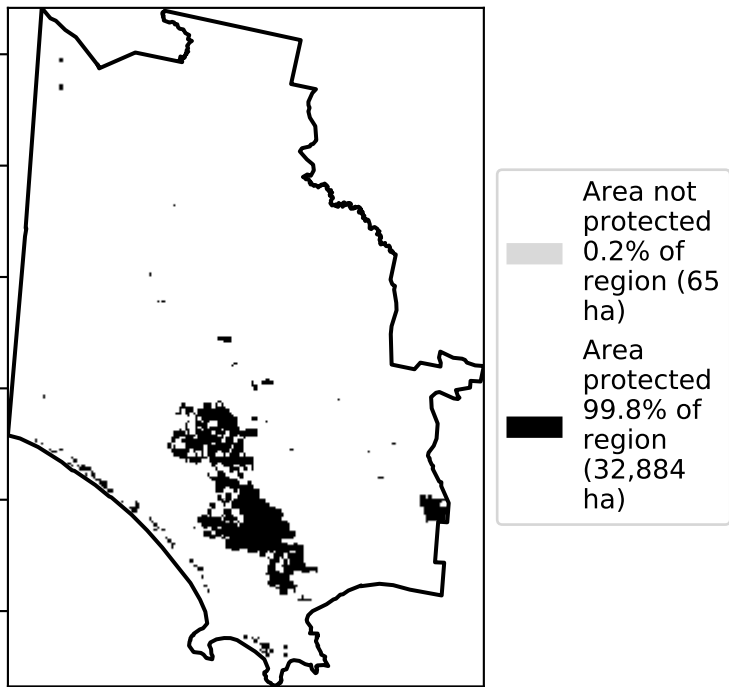 Area not
protected
0.2% of
region (65
ha)
Area
protected
99.8% of
region
(32,884
ha)